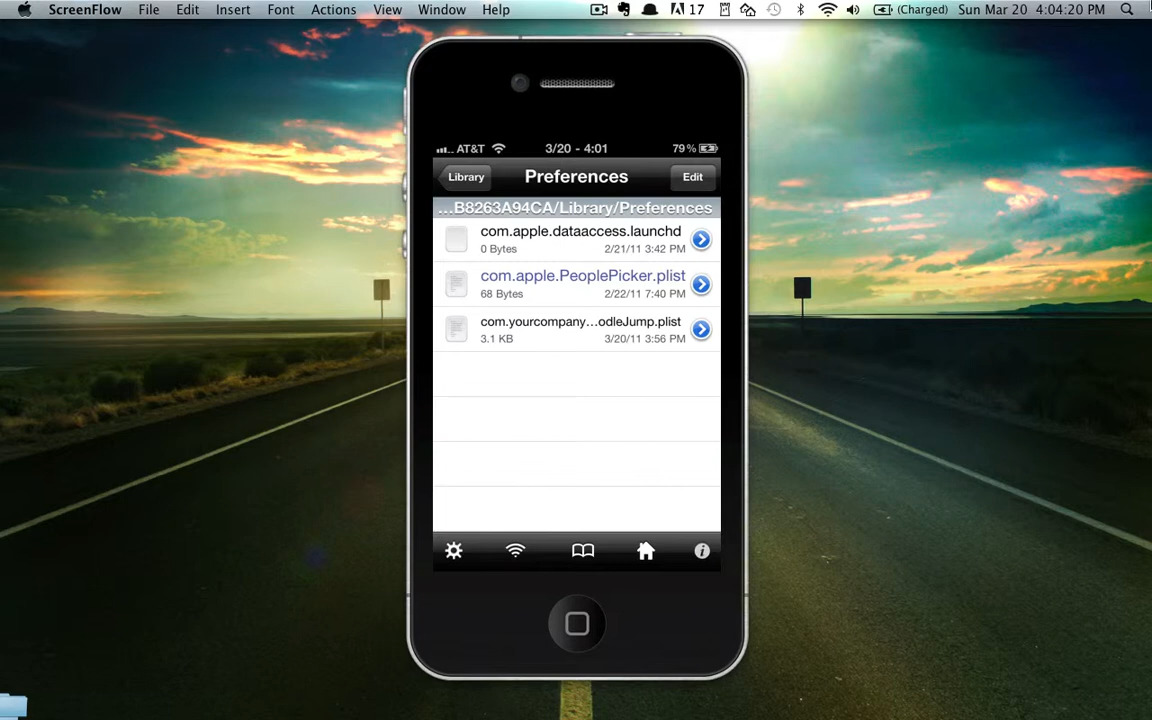 ScreenFlow File Edit Insert Font Actions View Window Help 17 (Charged) Sun Mar 20 4:04:20 PM
AT&T 3/20 - 4:01 79%
Library Preferences Edit
...B8263A94CA/Library/Preferences
com.apple.dataaccess.launchd
0 Bytes 2/21/11 3:42 PM
com.apple.PeoplePicker.plist
68 Bytes 2/22/11 7:40 PM
com.yourcompany...odleJump.plist
3.1 KB 3/20/11 3:56 PM